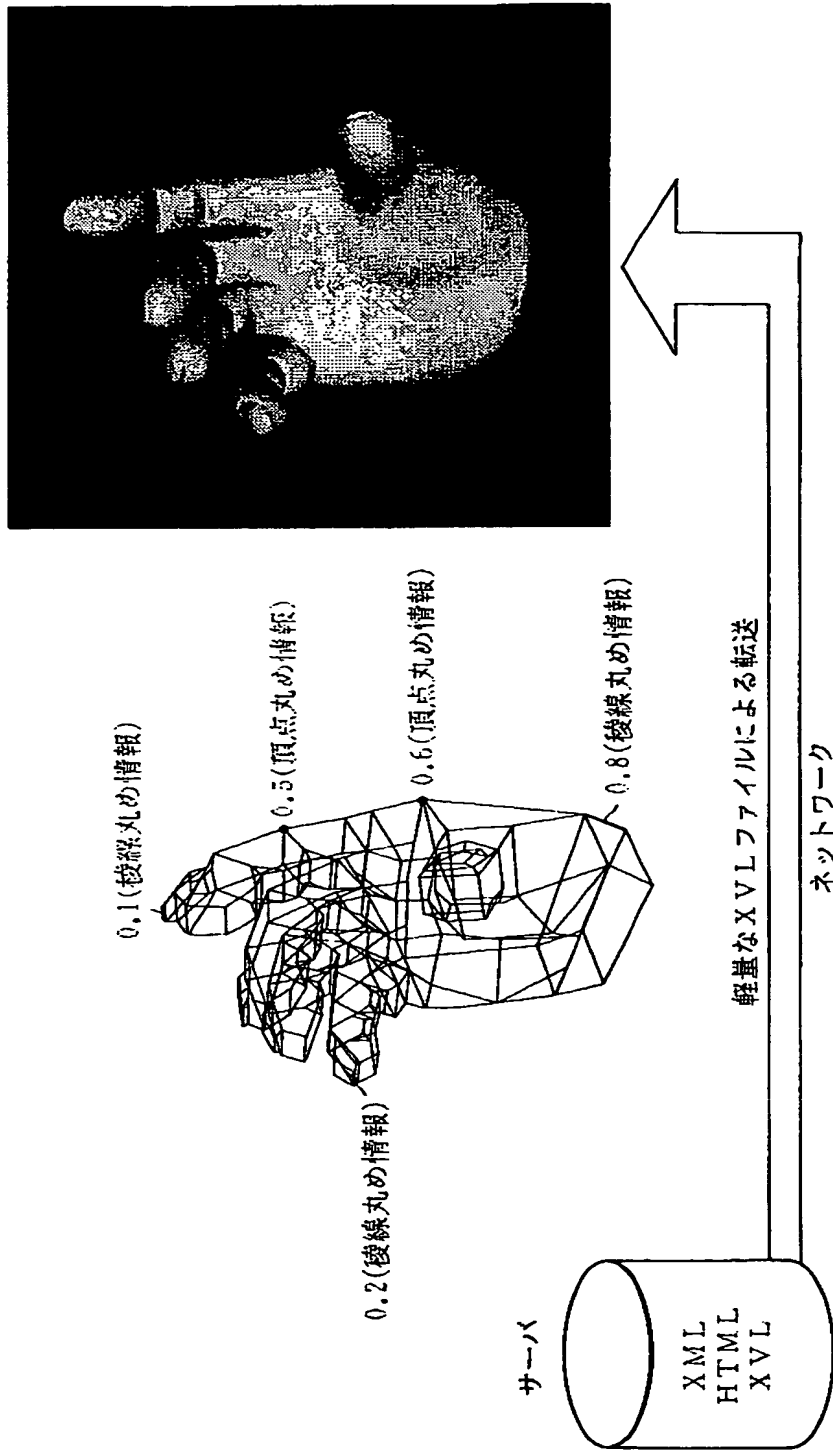 0.1(稜線丸め情報)
0.5(頂点丸め情報)
0.6(頂点丸め情報)
0.8(稜線丸め情報)
0.2(稜線丸め情報)
サーバ
XML
HTML
XVL
軽量なXVLファイルによる転送
ネットワーク